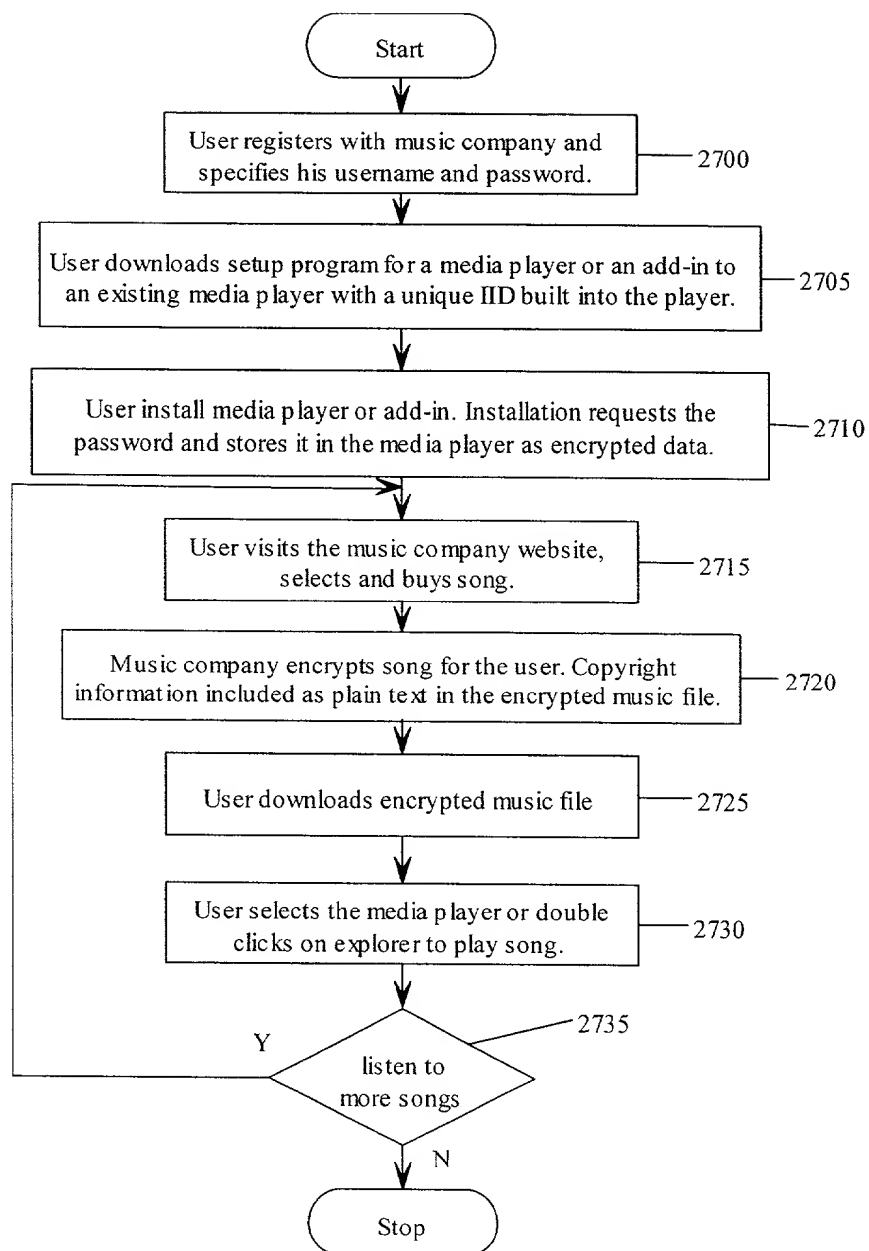 Start
User registers with music company and
specifies his username and password.
2700
User downloads setup program for a media player or an add-in to
an existing media player with a unique IID built into the player.
2705
User install media player or add-in. Installation requests the
password and stores it in the media player as encrypted data.
2710
User visits the music company website,
selects and buys song.
2715
Music company encrypts song for the user. Copyright
information included as plain text in the encrypted music file.
2720
User downloads encrypted music file
2725
User selects the media player or double
clicks on explorer to play song.
2730
2735
Y
listen to
more songs
N
Stop